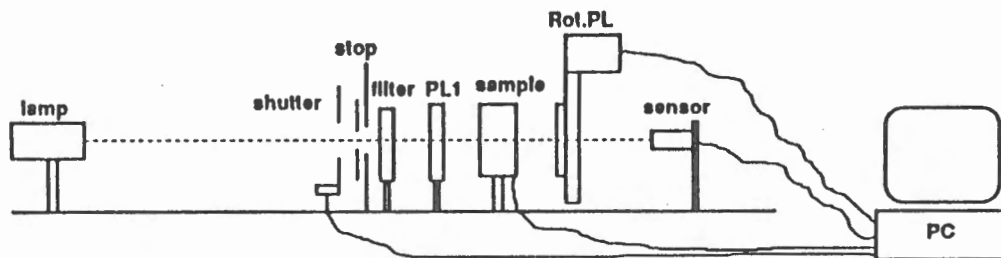 Rot.PL
stop
filter
PL1
sample
shutter
sensor
lamp
PC